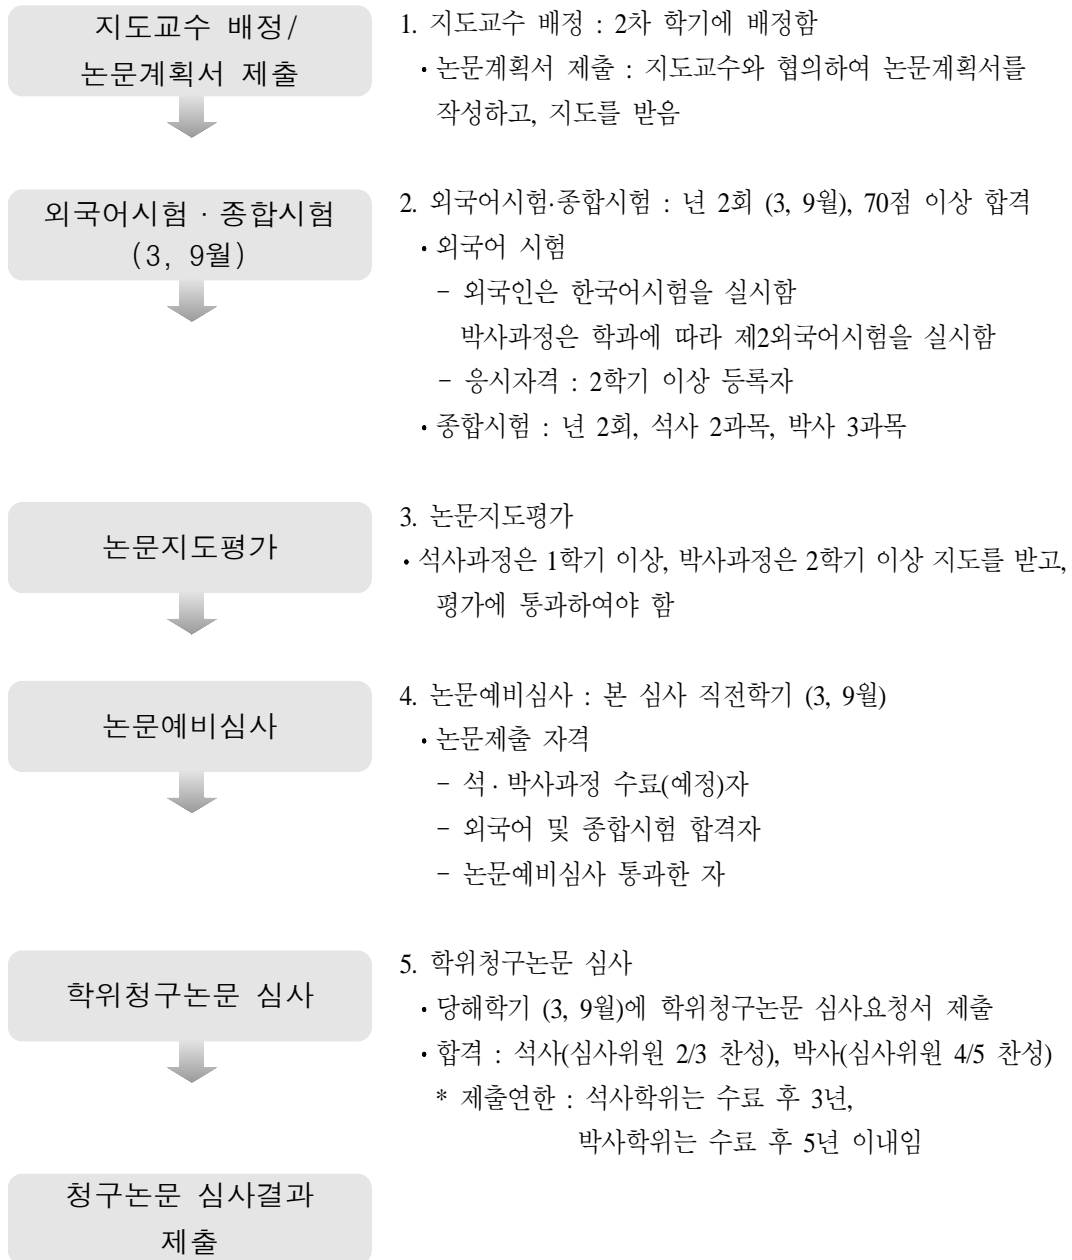 지도교수 배정/
논문계획서 제출
1. 지도교수 배정 : 2차 학기에 배정함
· 논문계획서 제출 : 지도교수와 협의하여 논문계획서를
작성하고, 지도를 받음
외국어시험 · 종합시험
(3, 9월)
2. 외국어시험·종합시험 : 년 2회 (3, 9월), 70점 이상 합격
· 외국어 시험
- 외국인은 한국어시험을 실시함
박사과정은 학과에 따라 제2외국어시험을 실시함
- 응시자격 : 2학기 이상 등록자
· 종합시험 : 년 2회, 석사 2과목, 박사 3과목
논문지도평가
3. 논문지도평가
· 석사과정은 1학기 이상, 박사과정은 2학기 이상 지도를 받고,
평가에 통과하여야 함
논문예비심사
4. 논문예비심사 : 본 심사 직전학기 (3, 9월)
· 논문제출 자격
- 석 · 박사과정 수료(예정)자
- 외국어 및 종합시험 합격자
- 논문예비심사 통과한 자
학위청구논문 심사
5. 학위청구논문 심사
· 당해학기 (3, 9월)에 학위청구논문 심사요청서 제출
· 합격 : 석사(심사위원 2/3 찬성), 박사(심사위원 4/5 찬성)
* 제출연한 : 석사학위는 수료 후 3년,
박사학위는 수료 후 5년 이내임
청구논문 심사결과
제출